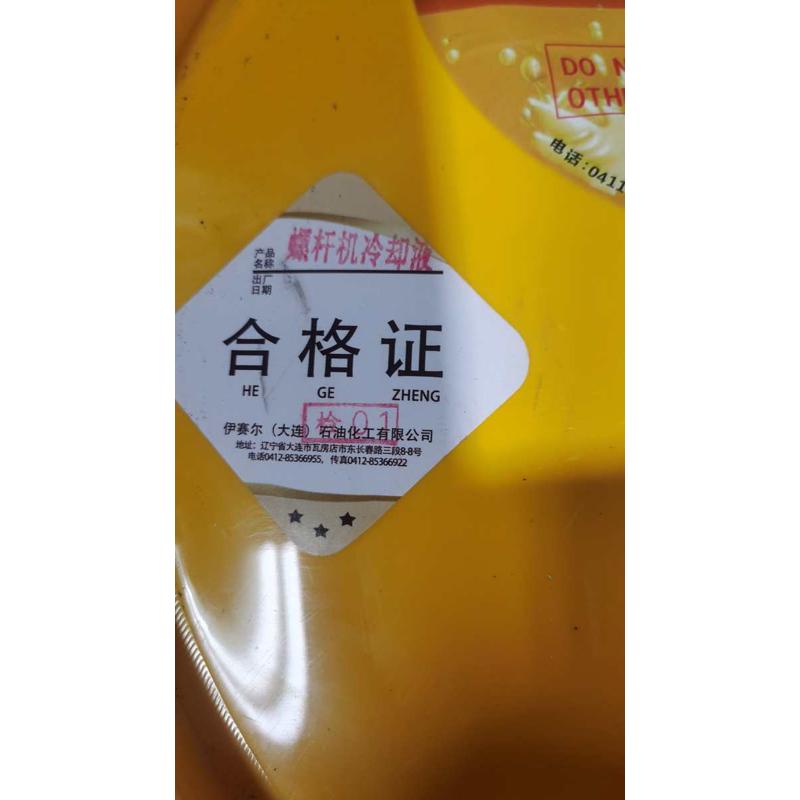 DO N
OTH
电话:0411
产品名称 螺杆机冷却液
出厂日期
合格证
HE GE ZHENG
检01
伊赛尔（大连）石油化工有限公司
地址：辽宁省大连市瓦房店市东长春路三段8-8号
电话0412-85366955，传真0412-85366922